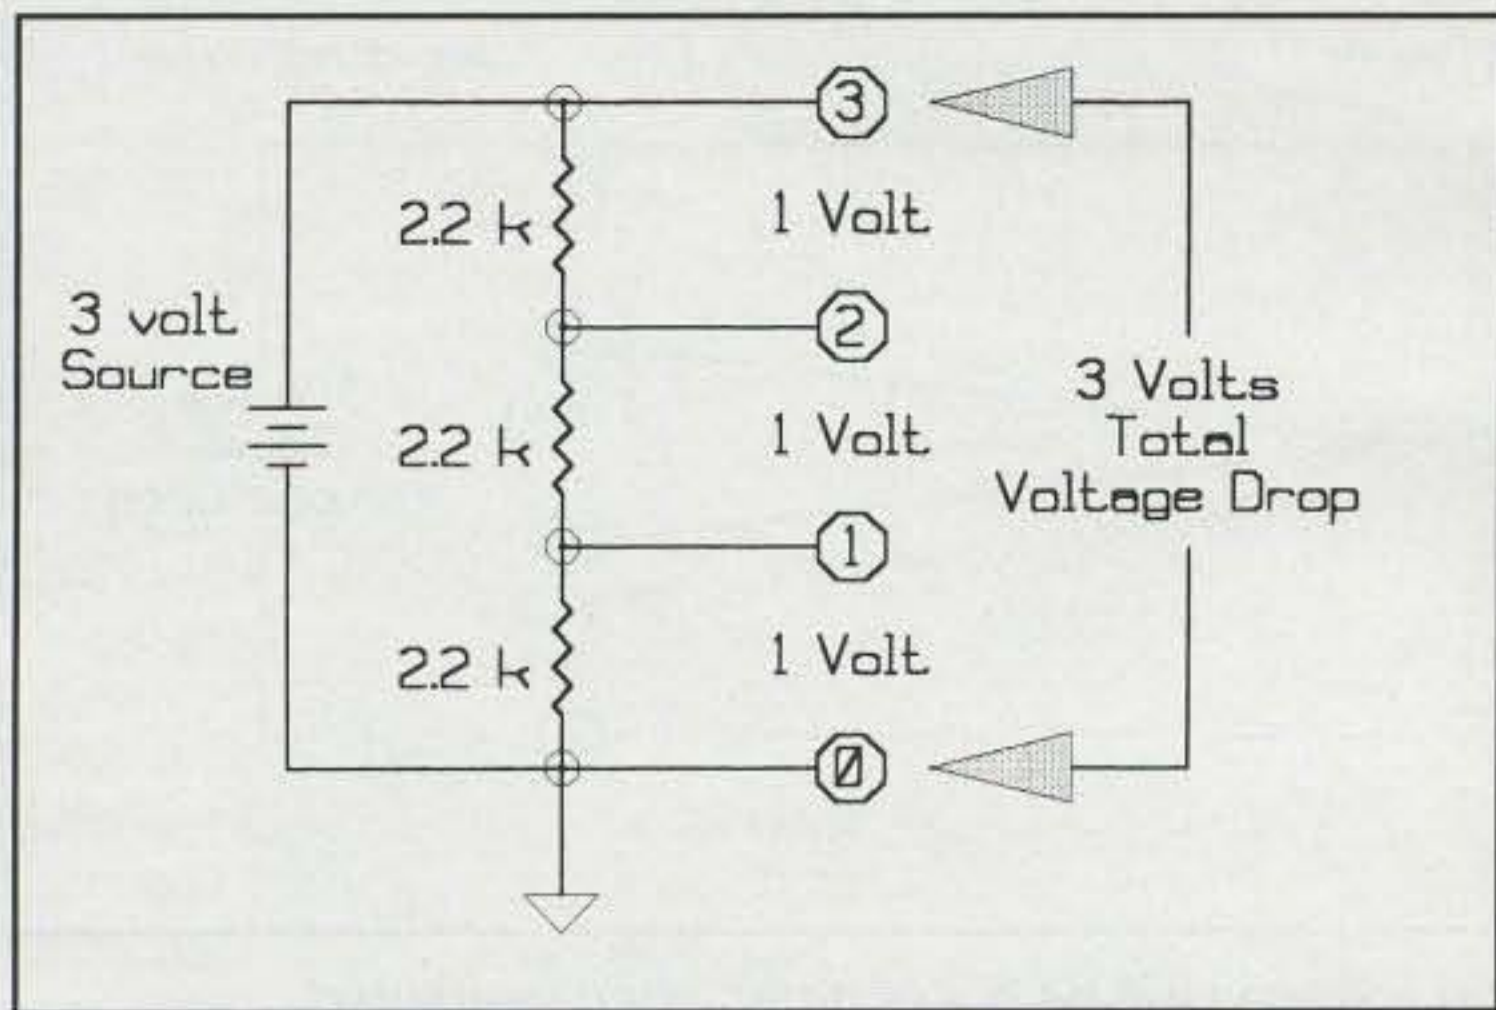 3
2.2 k
1 Volt
3 volt
Source
2
3 Volts
Total
Voltage Drop
2.2 k
1 Volt
1
2.2 k
1 Volt
0